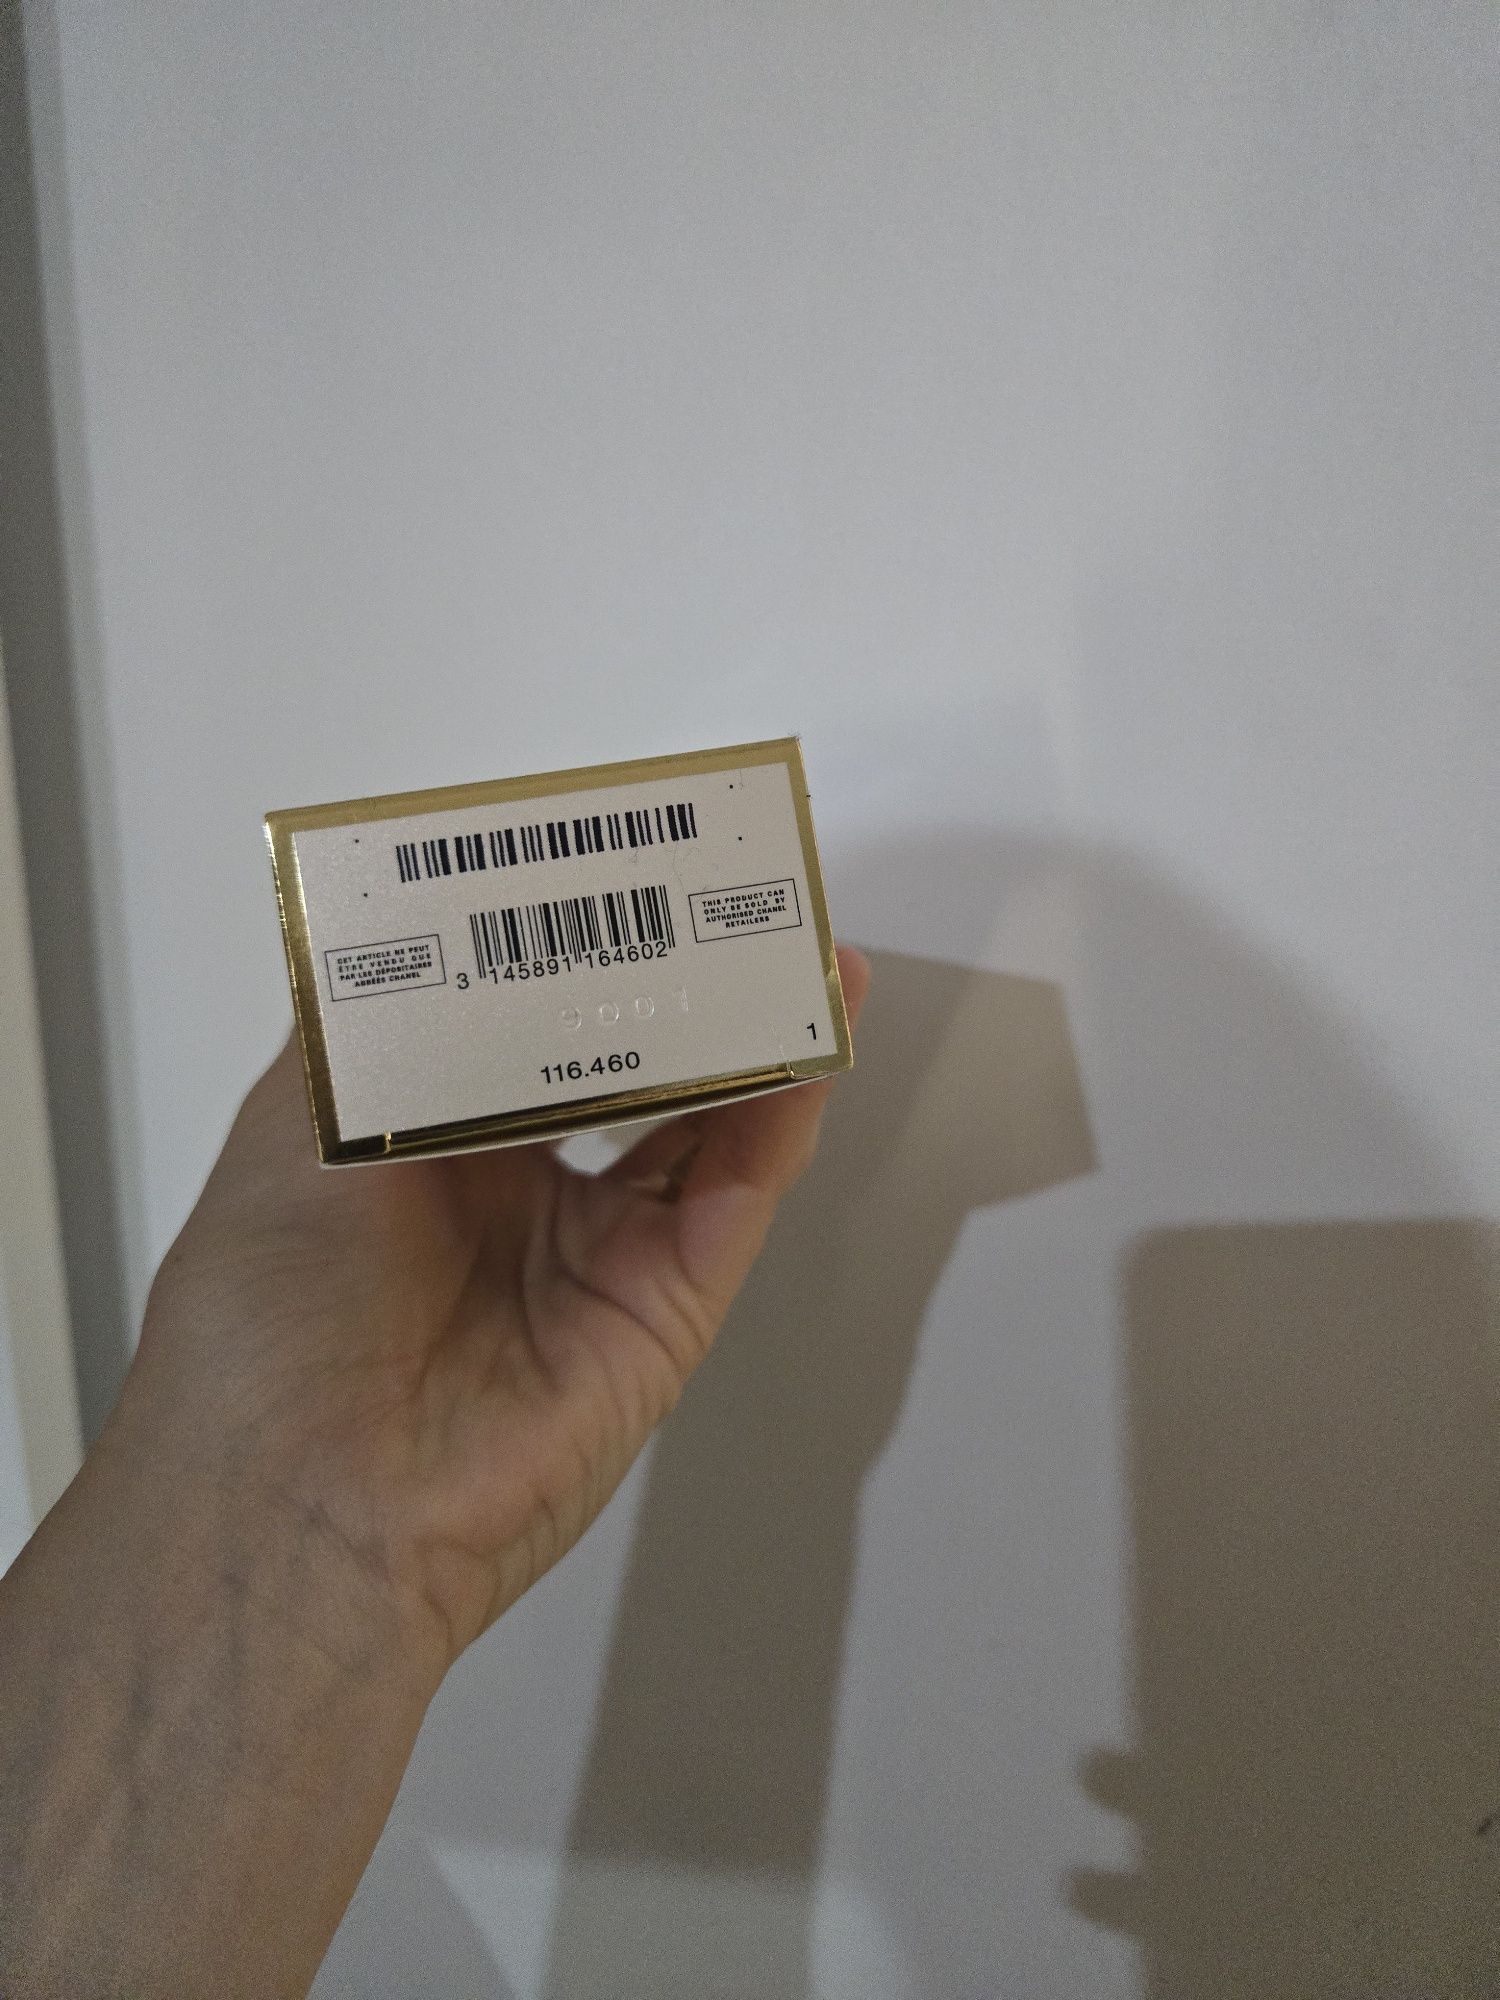 CET ARTICLE NE PEUT
ÊTRE VENDU QUE
PAR LES DÉPOSITAIRES
AGRÉÉS CHANEL
3 145891 164602
THIS PRODUCT CAN
ONLY BE SOLD BY
AUTHORISED CHANEL
RETAILERS
9001
116.460
1